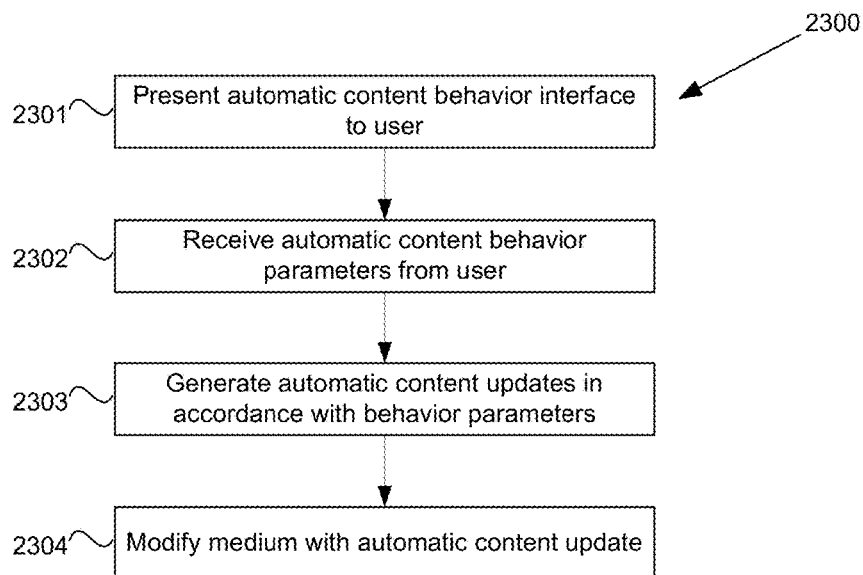 2300
2301
Present automatic content behavior interface
to user
2302
Receive automatic content behavior
parameters from user
2303
Generate automatic content updates in
accordance with behavior parameters
2304
Modify medium with automatic content update